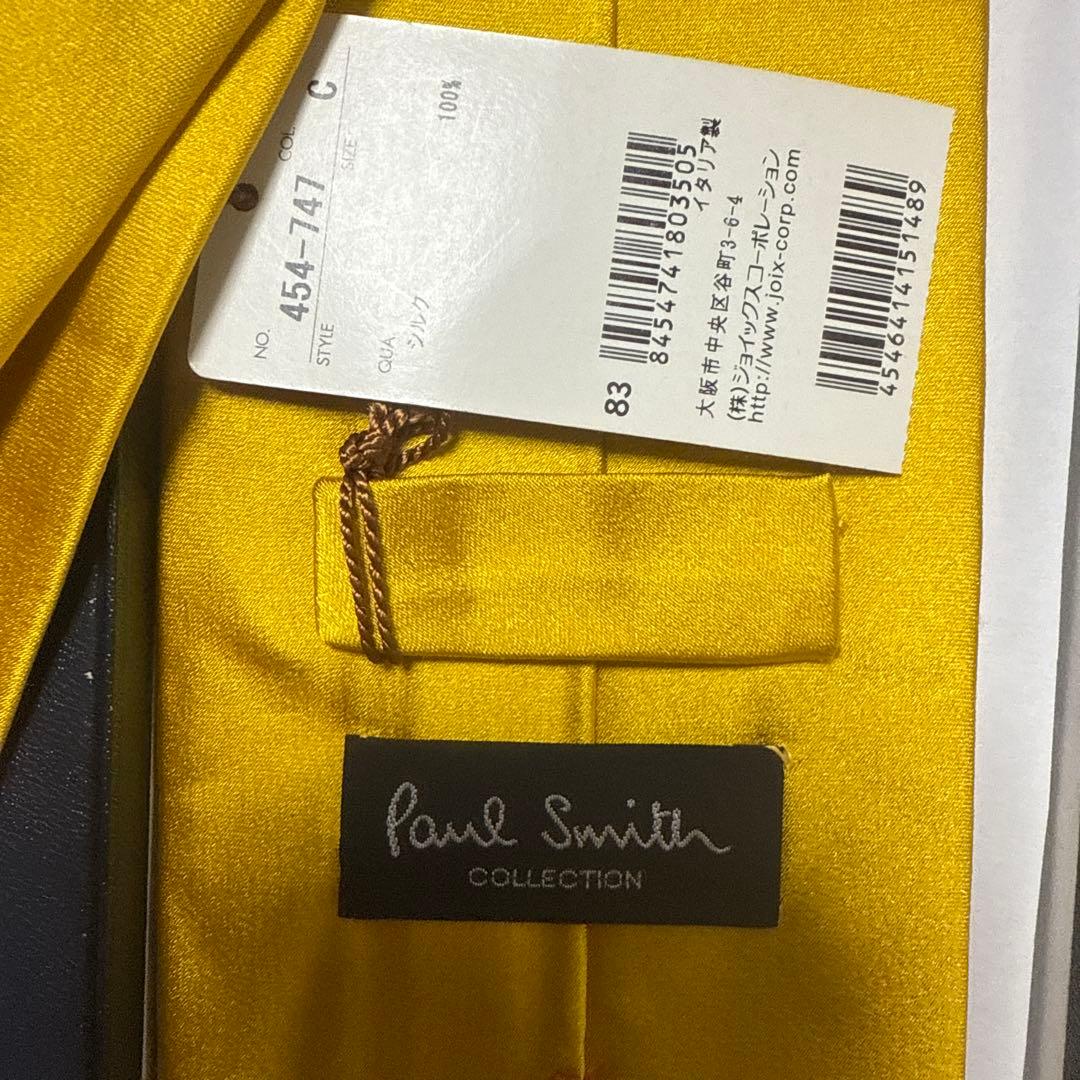 NO. 454-747 COL. C
STYLE SIZE
QUA
シルク 100%
83
8454741803505
イタリア製
大阪市中央区谷町3-6-4
(株)ジョイックスコーポレーション
http://www.joix-corp.com
4546414151489
Paul Smith
COLLECTION